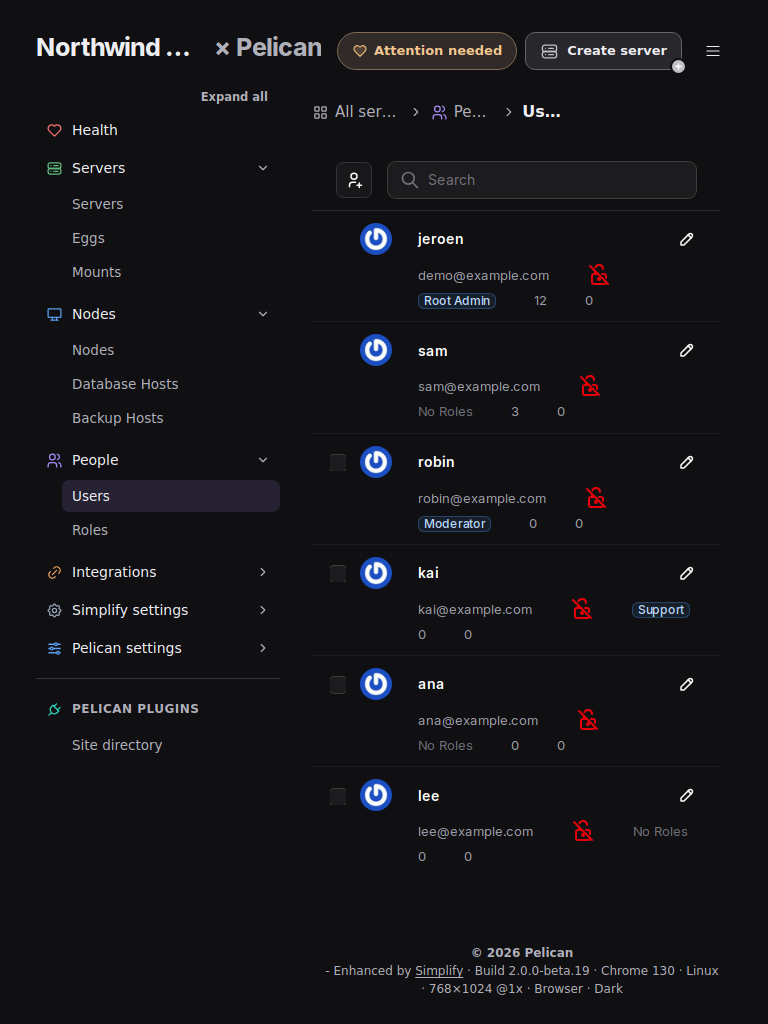 Northwind ... × Pelican
Attention needed
Create server
Expand all
All ser... > Pe... > Us...
Health
Servers
Servers
Eggs
Mounts
Nodes
Nodes
Database Hosts
Backup Hosts
People
Users
Roles
Integrations
Simplify settings
Pelican settings
PELICAN PLUGINS
Site directory
Search
jeroen
demo@example.com
Root Admin 12 0
sam
sam@example.com
No Roles 3 0
robin
robin@example.com
Moderator 0 0
kai
kai@example.com Support
0 0
ana
ana@example.com
No Roles 0 0
lee
lee@example.com No Roles
0 0
© 2026 Pelican
- Enhanced by Simplify · Build 2.0.0-beta.19 · Chrome 130 · Linux
· 768×1024 @1x · Browser · Dark